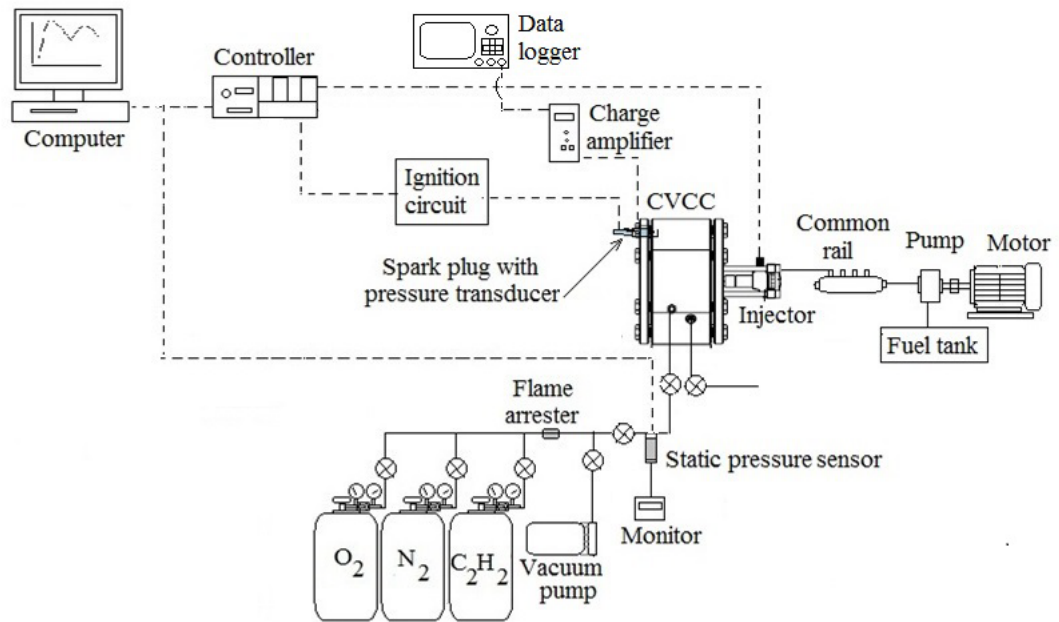 Data
logger
Controller
Computer
Charge
amplifier
Ignition
circuit
CVCC
Common
rail
Pump
Motor
Spark plug with
pressure transducer
Injector
Fuel tank
Flame
arrester
Static pressure sensor
Monitor
O2
N2
C2H2
Vacuum
pump